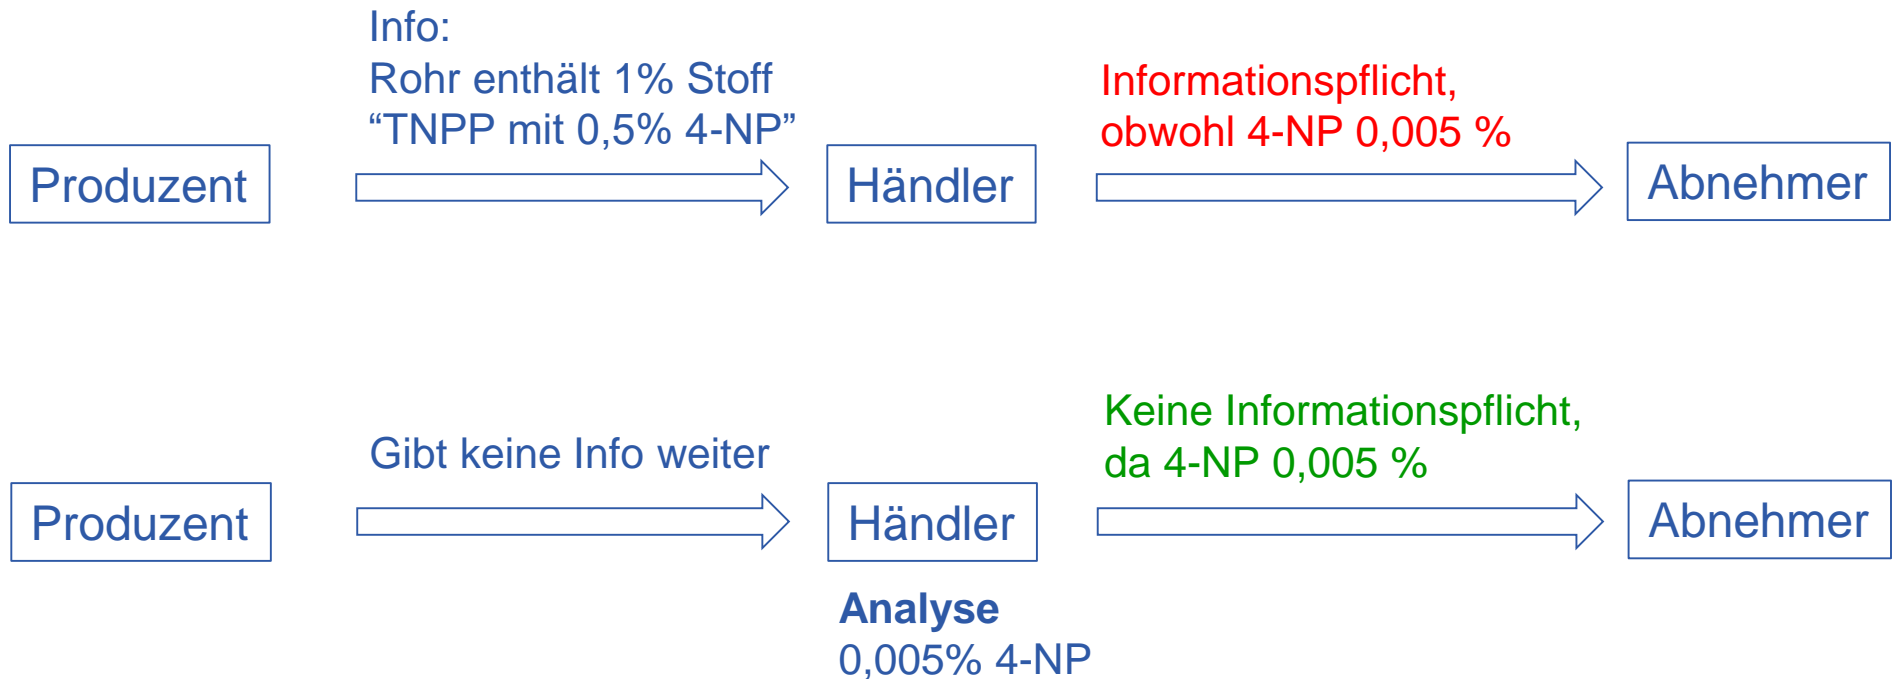 Info:
Rohr enthält 1% Stoff
“TNPP mit 0,5% 4-NP”
Informationspflicht,
obwohl 4-NP 0,005 %
Produzent
Händler
Abnehmer
Gibt keine Info weiter
Keine Informationspflicht,
da 4-NP 0,005 %
Produzent
Händler
Abnehmer
Analyse
0,005% 4-NP